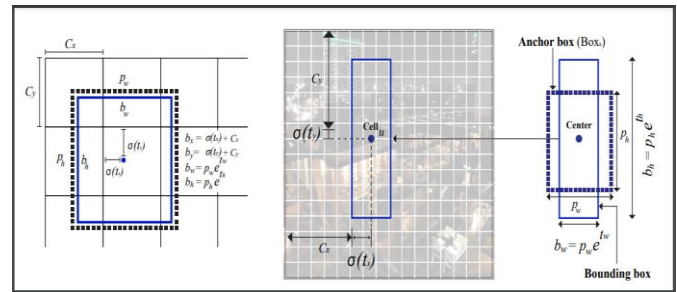 Cx
Cy
pw
bw
ph
bh
σ(ty)
σ(tx)
bx = σ(tx) + Cx
by = σ(ty) + Cy
bw = pw e^tw
bh = ph e^th
Cy
σ(ty)
Cell u
Cx
σ(tx)
Anchor box (Boxs)
Center
ph
bh = ph e^th
pw
bw = pw e^tw
Bounding box